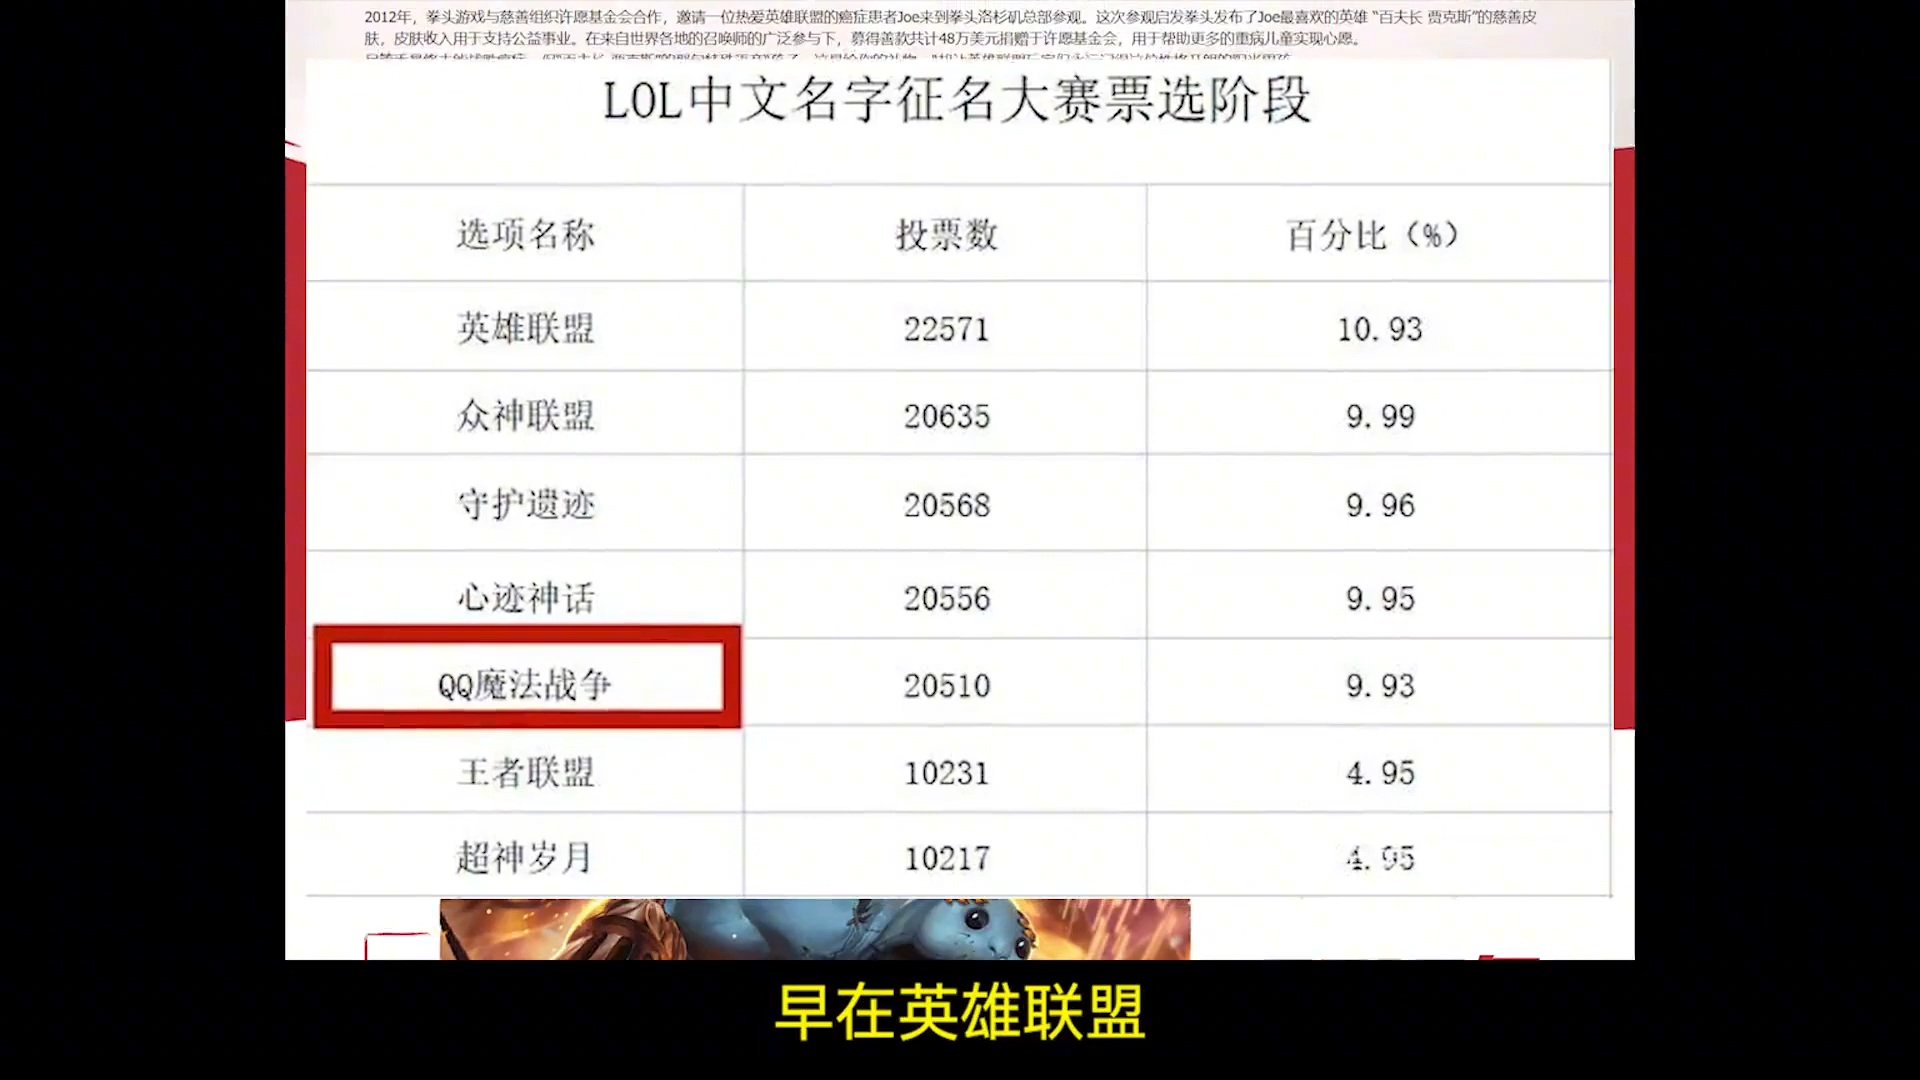 2012年，拳头游戏与慈善组织许愿基金会合作，邀请一位热爱英雄联盟的癌症患者Joe来到拳头洛杉矶总部参观。这次参观启发拳头发布了Joe最喜欢的英雄 “百夫长 贾克斯”的慈善皮
肤，皮肤收入用于支持公益事业。在来自世界各地的召唤师的广泛参与下，募得善款共计48万美元捐赠于许愿基金会，用于帮助更多的重病儿童实现心愿。
LOL中文名字征名大赛票选阶段
选项名称 投票数 百分比（%）
英雄联盟 22571 10.93
众神联盟 20635 9.99
守护遗迹 20568 9.96
心迹神话 20556 9.95
QQ魔法战争 20510 9.93
王者联盟 10231 4.95
超神岁月 10217 4.95
早在英雄联盟